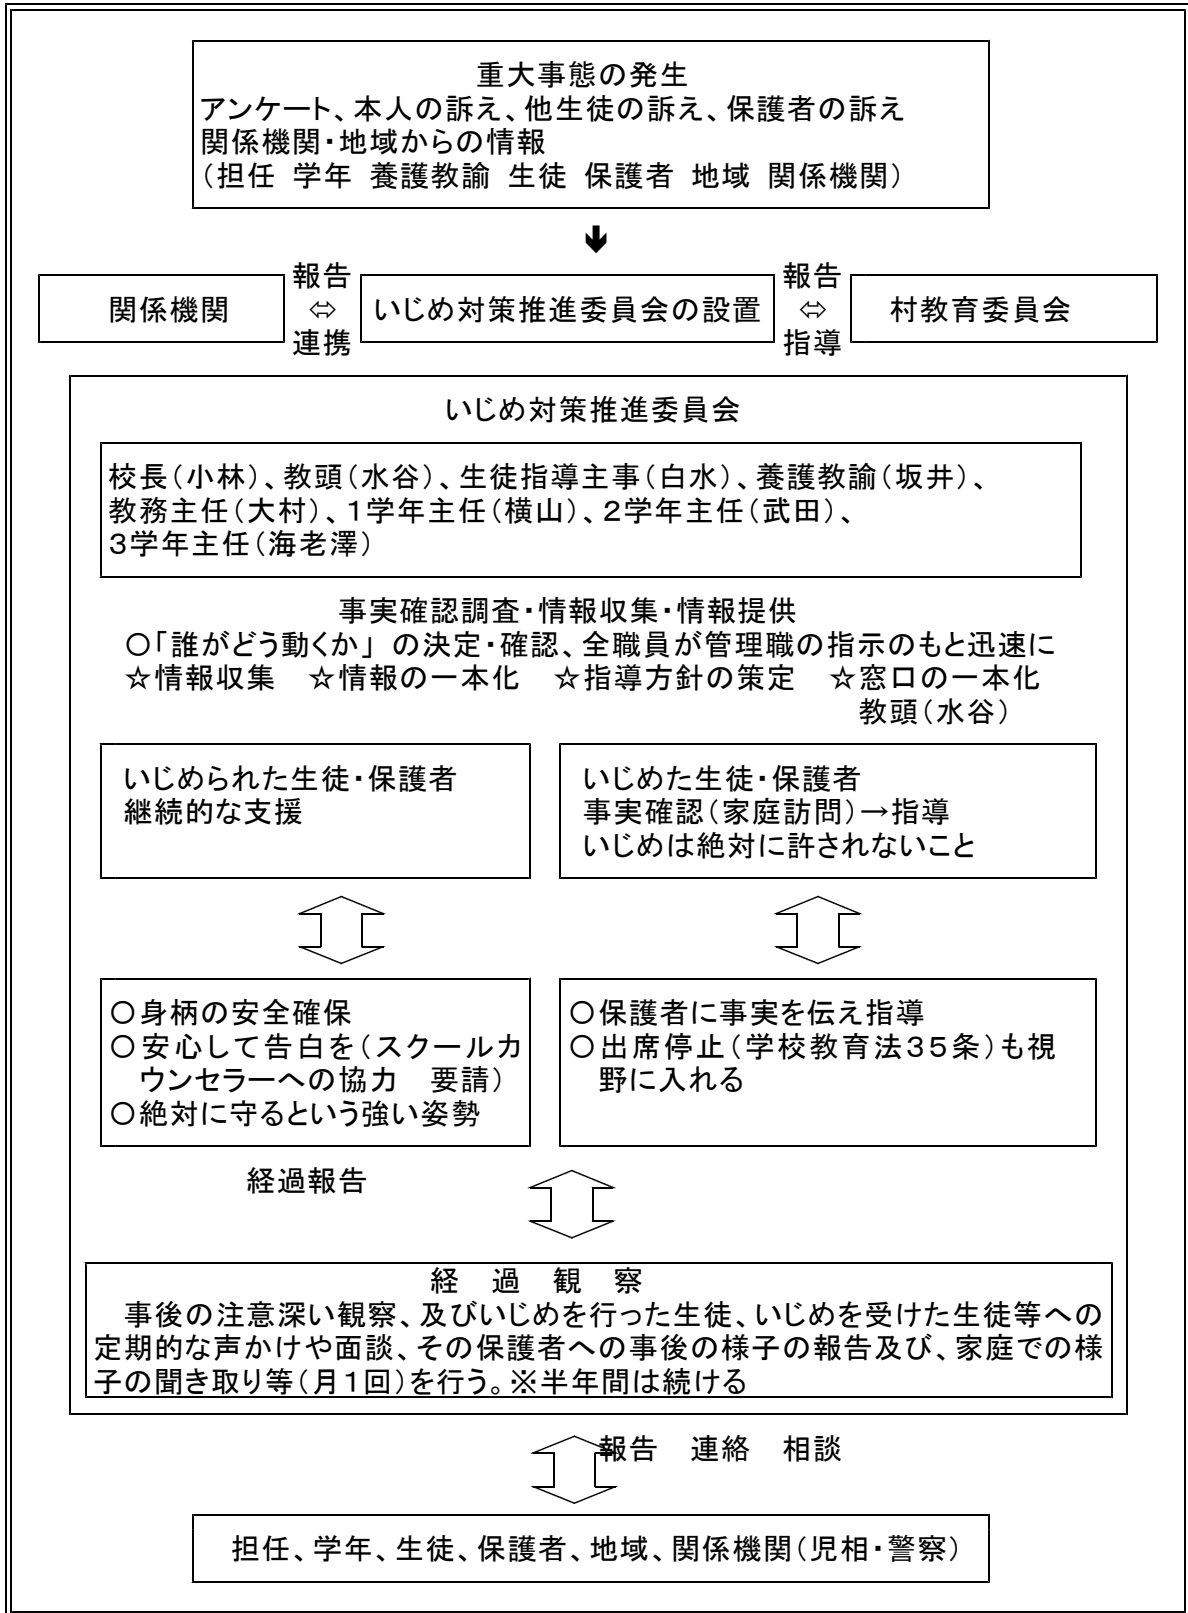 重大事態の発生
アンケート、本人の訴え、他生徒の訴え、保護者の訴え
関係機関・地域からの情報
（担任 学年 養護教諭 生徒 保護者 地域 関係機関）
関係機関
報告
⇔
連携
いじめ対策推進委員会の設置
報告
⇔
指導
村教育委員会
いじめ対策推進委員会
校長（小林）、教頭（水谷）、生徒指導主事（白水）、養護教諭（坂井）、
教務主任（大村）、１学年主任（横山）、２学年主任（武田）、
３学年主任（海老澤）
事実確認調査・情報収集・情報提供
○「誰がどう動くか」 の決定・確認、全職員が管理職の指示のもと迅速に
☆情報収集　☆情報の一本化　☆指導方針の策定　☆窓口の一本化
教頭（水谷）
いじめられた生徒・保護者
継続的な支援
いじめた生徒・保護者
事実確認（家庭訪問）→指導
いじめは絶対に許されないこと
○身柄の安全確保
○安心して告白を（スクールカ
ウンセラーへの協力　要請）
○絶対に守るという強い姿勢
○保護者に事実を伝え指導
○出席停止（学校教育法３５条）も視
野に入れる
経過報告
経　過　観　察
事後の注意深い観察、及びいじめを行った生徒、いじめを受けた生徒等への
定期的な声かけや面談、その保護者への事後の様子の報告及び、家庭での様
子の聞き取り等（月１回）を行う。※半年間は続ける
報告　連絡　相談
担任、学年、生徒、保護者、地域、関係機関（児相・警察）